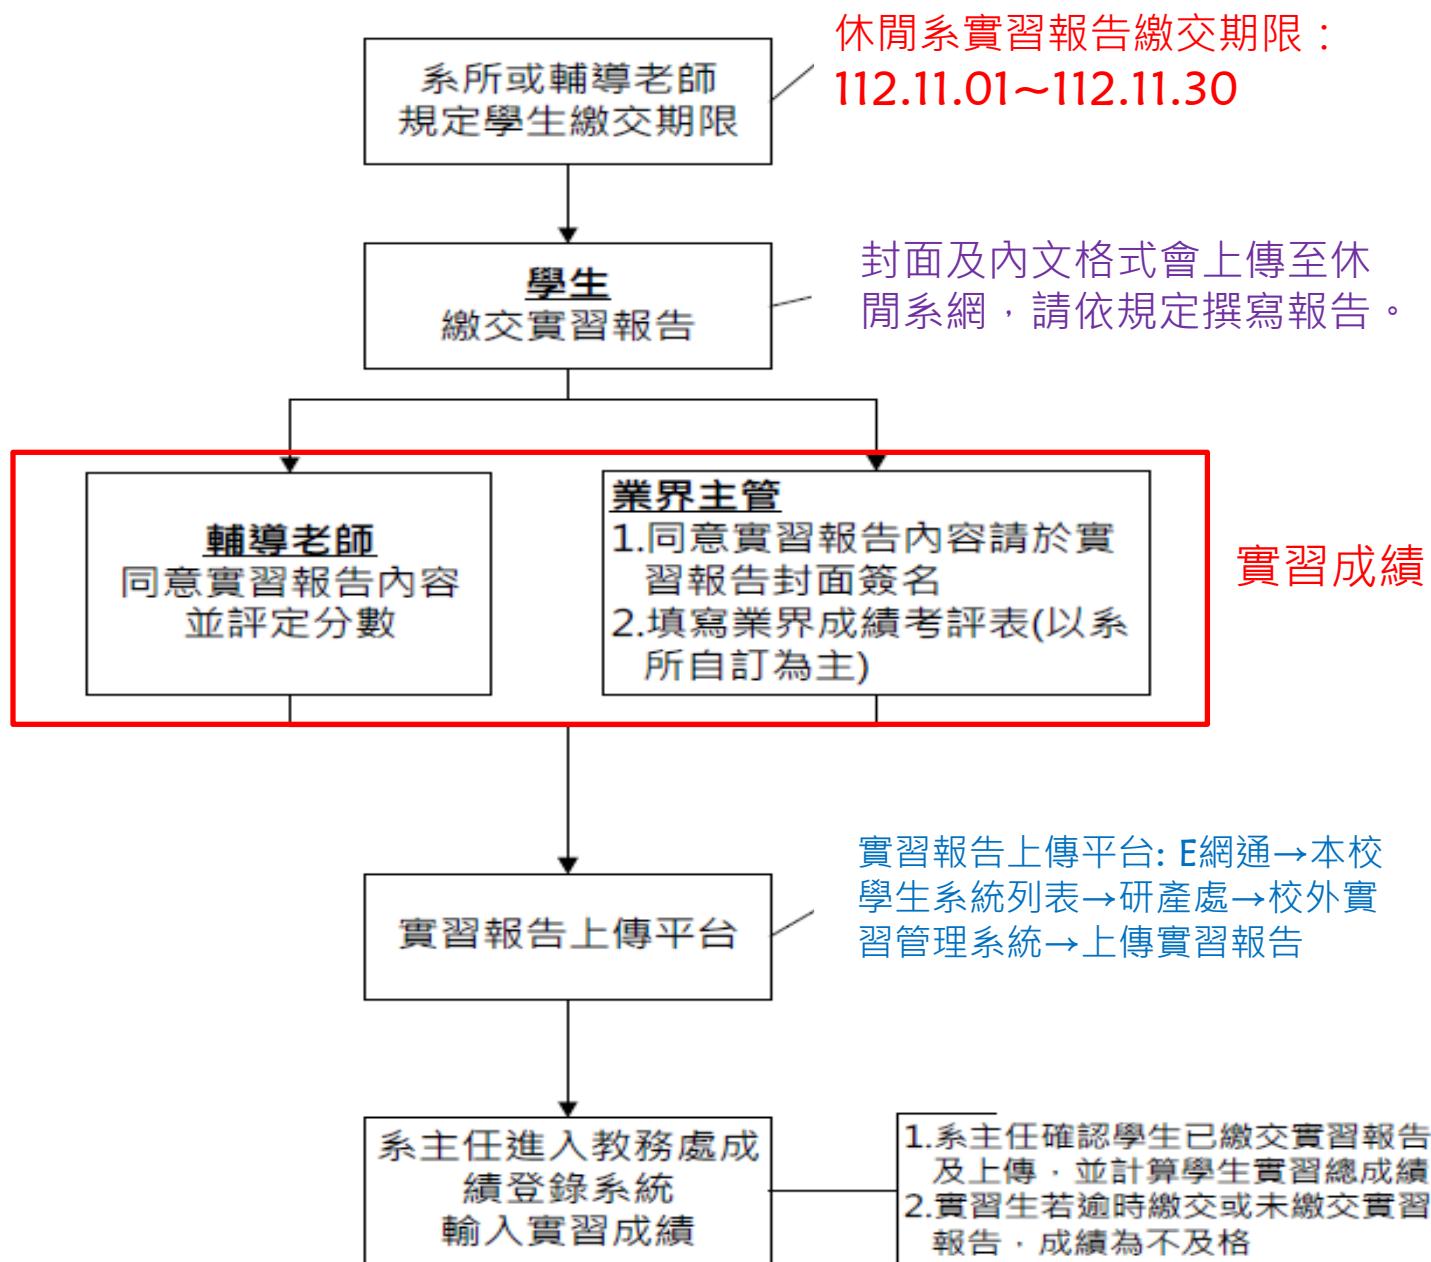 休閒系實習報告繳交期限：
112.11.01~112.11.30
系所或輔導老師
規定學生繳交期限
封面及內文格式會上傳至休
閒系網，請依規定撰寫報告。
學生
繳交實習報告
輔導老師
同意實習報告內容
並評定分數
業界主管
1.同意實習報告內容請於實
習報告封面簽名
2.填寫業界成績考評表(以系
所自訂為主)
實習成績
實習報告上傳平台: E網通→本校
學生系統列表→研產處→校外實
習管理系統→上傳實習報告
實習報告上傳平台
系主任進入教務處成
績登錄系統
輸入實習成績
1.系主任確認學生已繳交實習報告
及上傳，並計算學生實習總成績
2.實習生若逾時繳交或未繳交實習
報告，成績為不及格